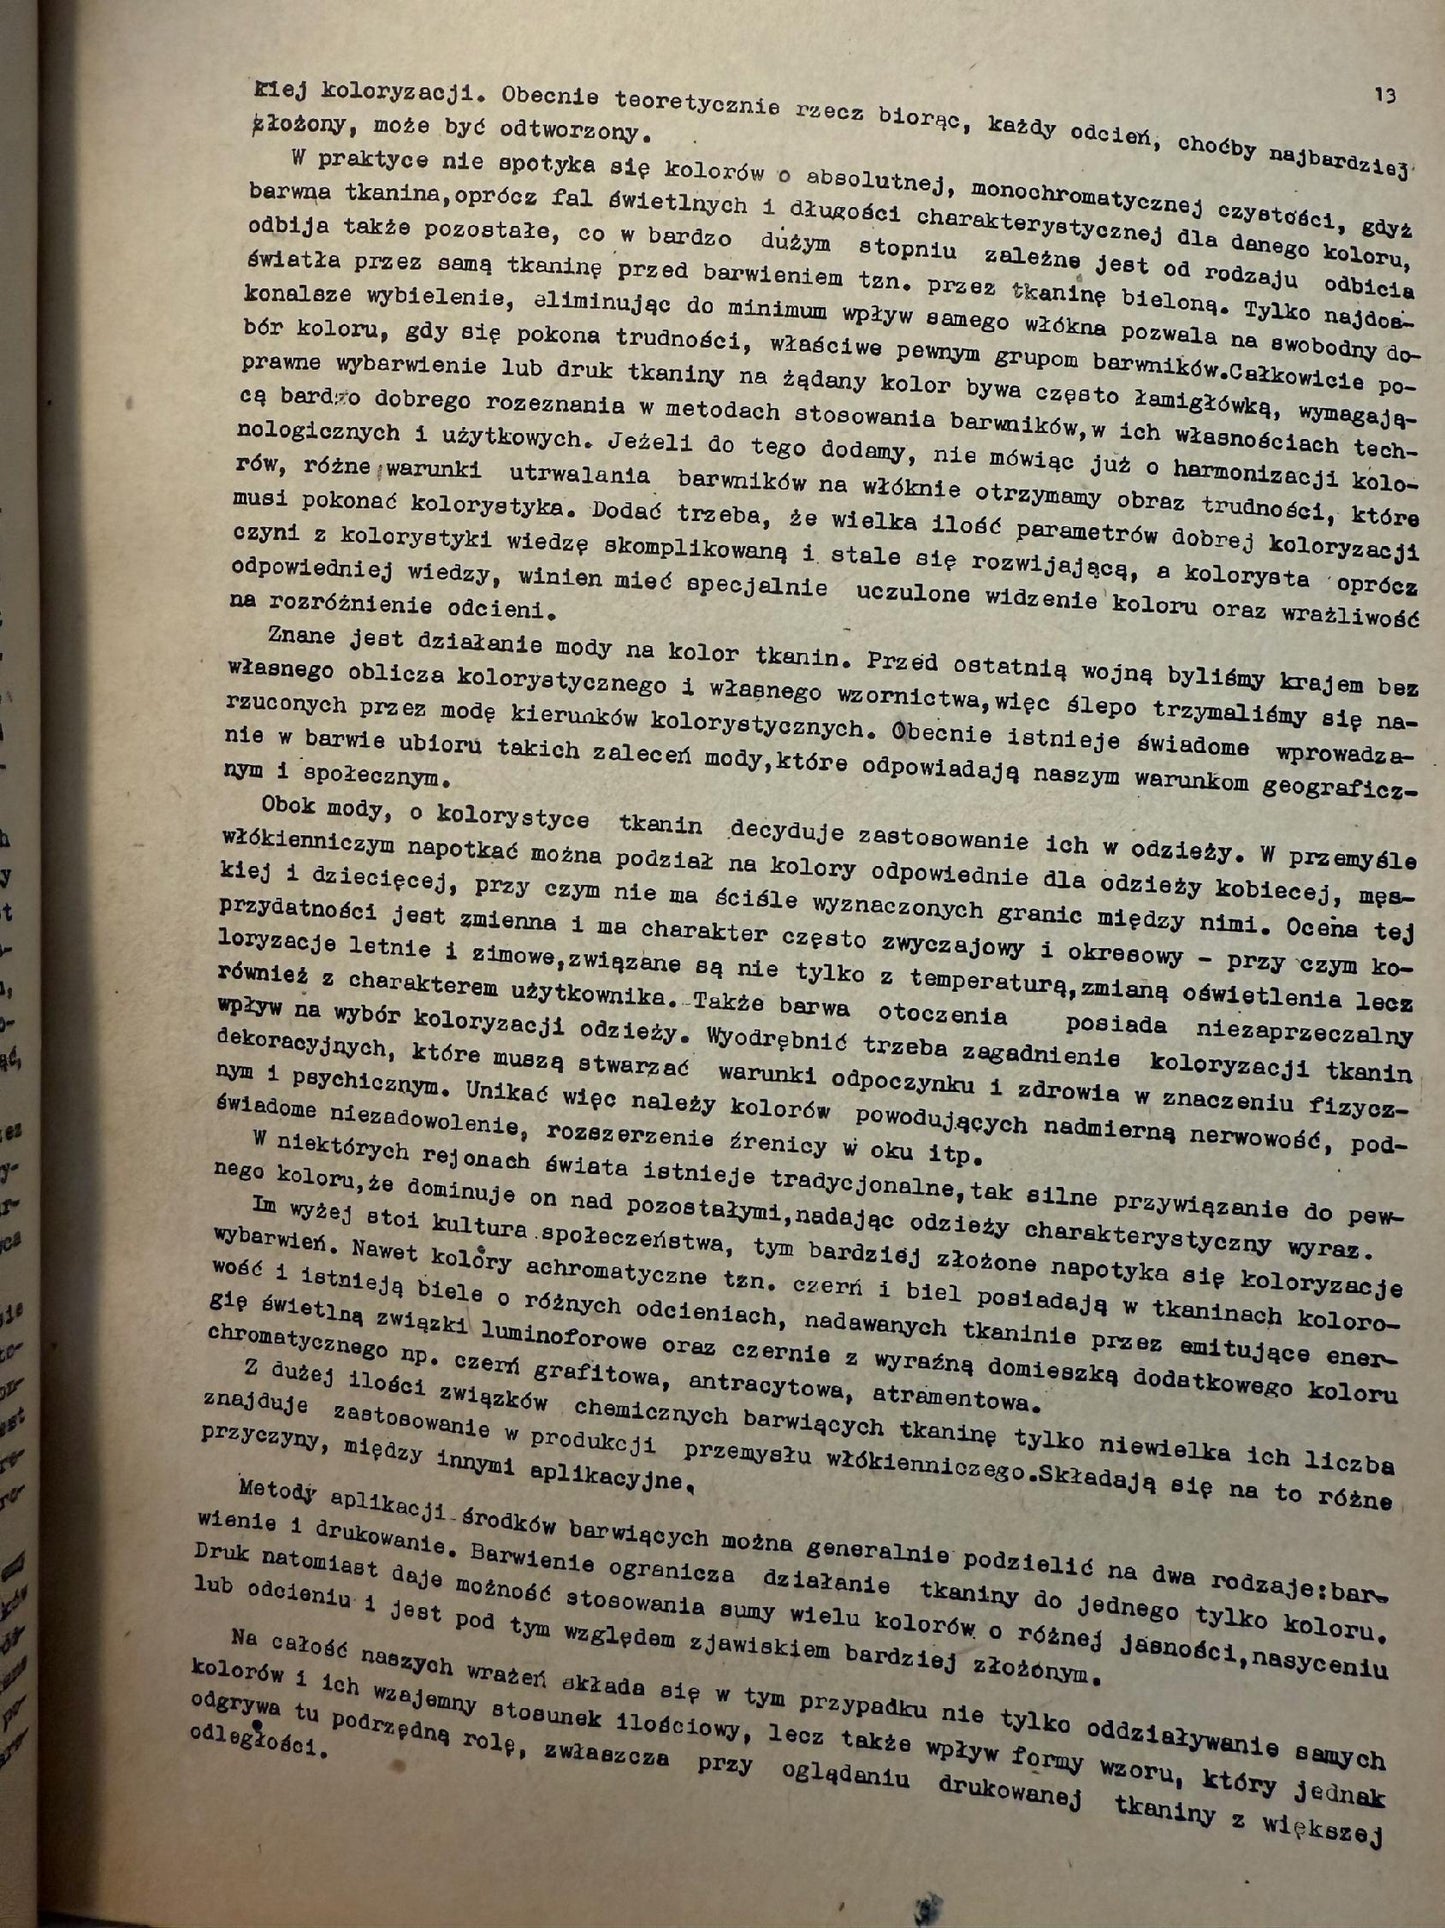 13
kiej koloryzacji. Obecnie teoretycznie rzecz biorąc, każdy odcień, choćby najbardziej
złożony, może być odtworzony.
W praktyce nie spotyka się kolorów o absolutnej, monochromatycznej czystości, gdyż
barwna tkanina,oprócz fal świetlnych i długości charakterystycznej dla danego koloru,
odbija także pozostałe, co w bardzo dużym stopniu zależne jest od rodzaju odbicia
światła przez samą tkaninę przed barwieniem tzn. przez tkaninę bieloną. Tylko najdos-
konalsze wybielenie, eliminując do minimum wpływ samego włókna pozwala na swobodny do-
bór koloru, gdy się pokona trudności, właściwe pewnym grupom barwników.Całkowicie po-
prawne wybarwienie lub druk tkaniny na żądany kolor bywa często łamigłówką, wymagają-
cą bardzo dobrego rozeznania w metodach stosowania barwników,w ich własnościach tech-
nologicznych i użytkowych. Jeżeli do tego dodamy, nie mówiąc już o harmonizacji kolo-
rów, różne warunki utrwalania barwników na włóknie otrzymamy obraz trudności, które
musi pokonać kolorystyka. Dodać trzeba, że wielka ilość parametrów dobrej koloryzacji
czyni z kolorystyki wiedzę skomplikowaną i stale się rozwijającą, a kolorysta oprócz
odpowiedniej wiedzy, winien mieć specjalnie uczulone widzenie koloru oraz wrażliwość
na rozróżnienie odcieni.
Znane jest działanie mody na kolor tkanin. Przed ostatnią wojną byliśmy krajem bez
własnego oblicza kolorystycznego i własnego wzornictwa,więc ślepo trzymaliśmy się na-
rzuconych przez modę kierunków kolorystycznych. Obecnie istnieje świadome wprowadza-
nie w barwie ubioru takich zaleceń mody,które odpowiadają naszym warunkom geograficz-
nym i społecznym.
Obok mody, o kolorystyce tkanin decyduje zastosowanie ich w odzieży. W przemyśle
włókienniczym napotkać można podział na kolory odpowiednie dla odzieży kobiecej, męs-
kiej i dziecięcej, przy czym nie ma ściśle wyznaczonych granic między nimi. Ocena tej
przydatności jest zmienna i ma charakter często zwyczajowy i okresowy - przy czym ko-
loryzacje letnie i zimowe,związane są nie tylko z temperaturą,zmianą oświetlenia lecz
również z charakterem użytkownika. Także barwa otoczenia posiada niezaprzeczalny
wpływ na wybór koloryzacji odzieży. Wyodrębnić trzeba zagadnienie koloryzacji tkanin
dekoracyjnych, które muszą stwarzać warunki odpoczynku i zdrowia w znaczeniu fizycz-
nym i psychicznym. Unikać więc należy kolorów powodujących nadmierną nerwowość, pod-
świadome niezadowolenie, rozszerzenie źrenicy w oku itp.
W niektórych rejonach świata istnieje tradycjonalne,tak silne przywiązanie do pew-
nego koloru,że dominuje on nad pozostałymi,nadając odzieży charakterystyczny wyraz.
Im wyżej stoi kultura społeczeństwa, tym bardziej złożone napotyka się koloryzacje
wybarwień. Nawet kolory achromatyczne tzn. czerń i biel posiadają w tkaninach koloro-
wość i istnieją biele o różnych odcieniach, nadawanych tkaninie przez emitujące ener-
gię świetlną związki luminoforowe oraz czernie z wyraźną domieszką dodatkowego koloru
chromatycznego np. czerń grafitowa, antracytowa, atramentowa.
Z dużej ilości związków chemicznych barwiących tkaninę tylko niewielka ich liczba
znajduje zastosowanie w produkcji przemysłu włókienniczego.Składają się na to różne
przyczyny, między innymi aplikacyjne.
Metody aplikacji środków barwiących można generalnie podzielić na dwa rodzaje:bar-
wienie i drukowanie. Barwienie ogranicza działanie tkaniny do jednego tylko koloru.
Druk natomiast daje możność stosowania sumy wielu kolorów o różnej jasności,nasyceniu
lub odcieniu i jest pod tym względem zjawiskiem bardziej złożonym.
Na całość naszych wrażeń składa się w tym przypadku nie tylko oddziaływanie samych
kolorów i ich wzajemny stosunek ilościowy, lecz także wpływ formy wzoru, który jednak
odgrywa tu podrzędną rolę, zwłaszcza przy oglądaniu drukowanej tkaniny z większej
odległości.